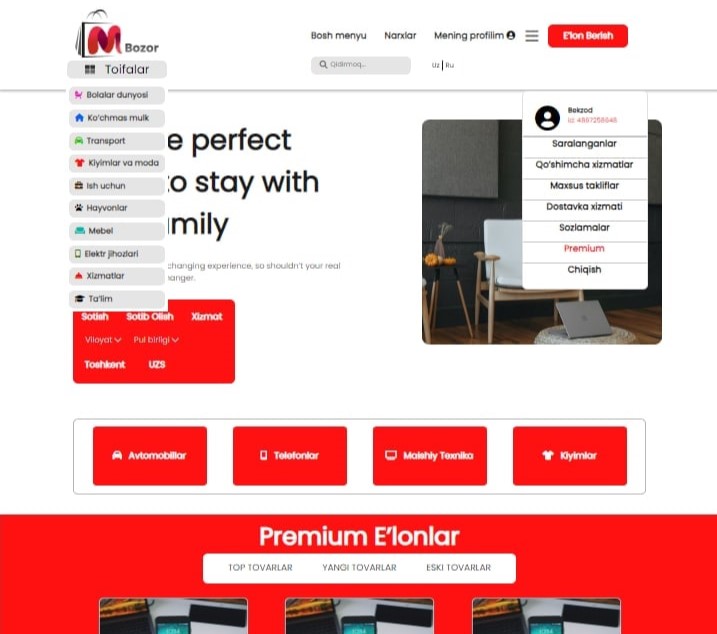 Bozor
Bosh menyu
Narxlar
Mening profilim
E'lon Berish
Qidirmoq...
Uz | Ru
Toifalar
Bolalar dunyosi
Ko'chmas mulk
Transport
Kiyimlar va moda
Ish uchun
Hayvonlar
Mebel
Elektr jihozlari
Xizmatlar
Ta'lim
e perfect
to stay with
mily
changing experience, so shouldn't your real
anger.
Bekzod
Saralanganlar
Qo'shimcha xizmatlar
Maxsus takliflar
Dostavka xizmati
Sozlamalar
Premium
Chiqish
Sotish Sotib Olish Xizmat
Viloyat Pul birligi
Toshkent UZS
Avtomobillar
Telefonlar
Maishiy Texnika
Kiyimlar
Premium E'lonlar
TOP TOVARLAR YANGI TOVARLAR ESKI TOVARLAR